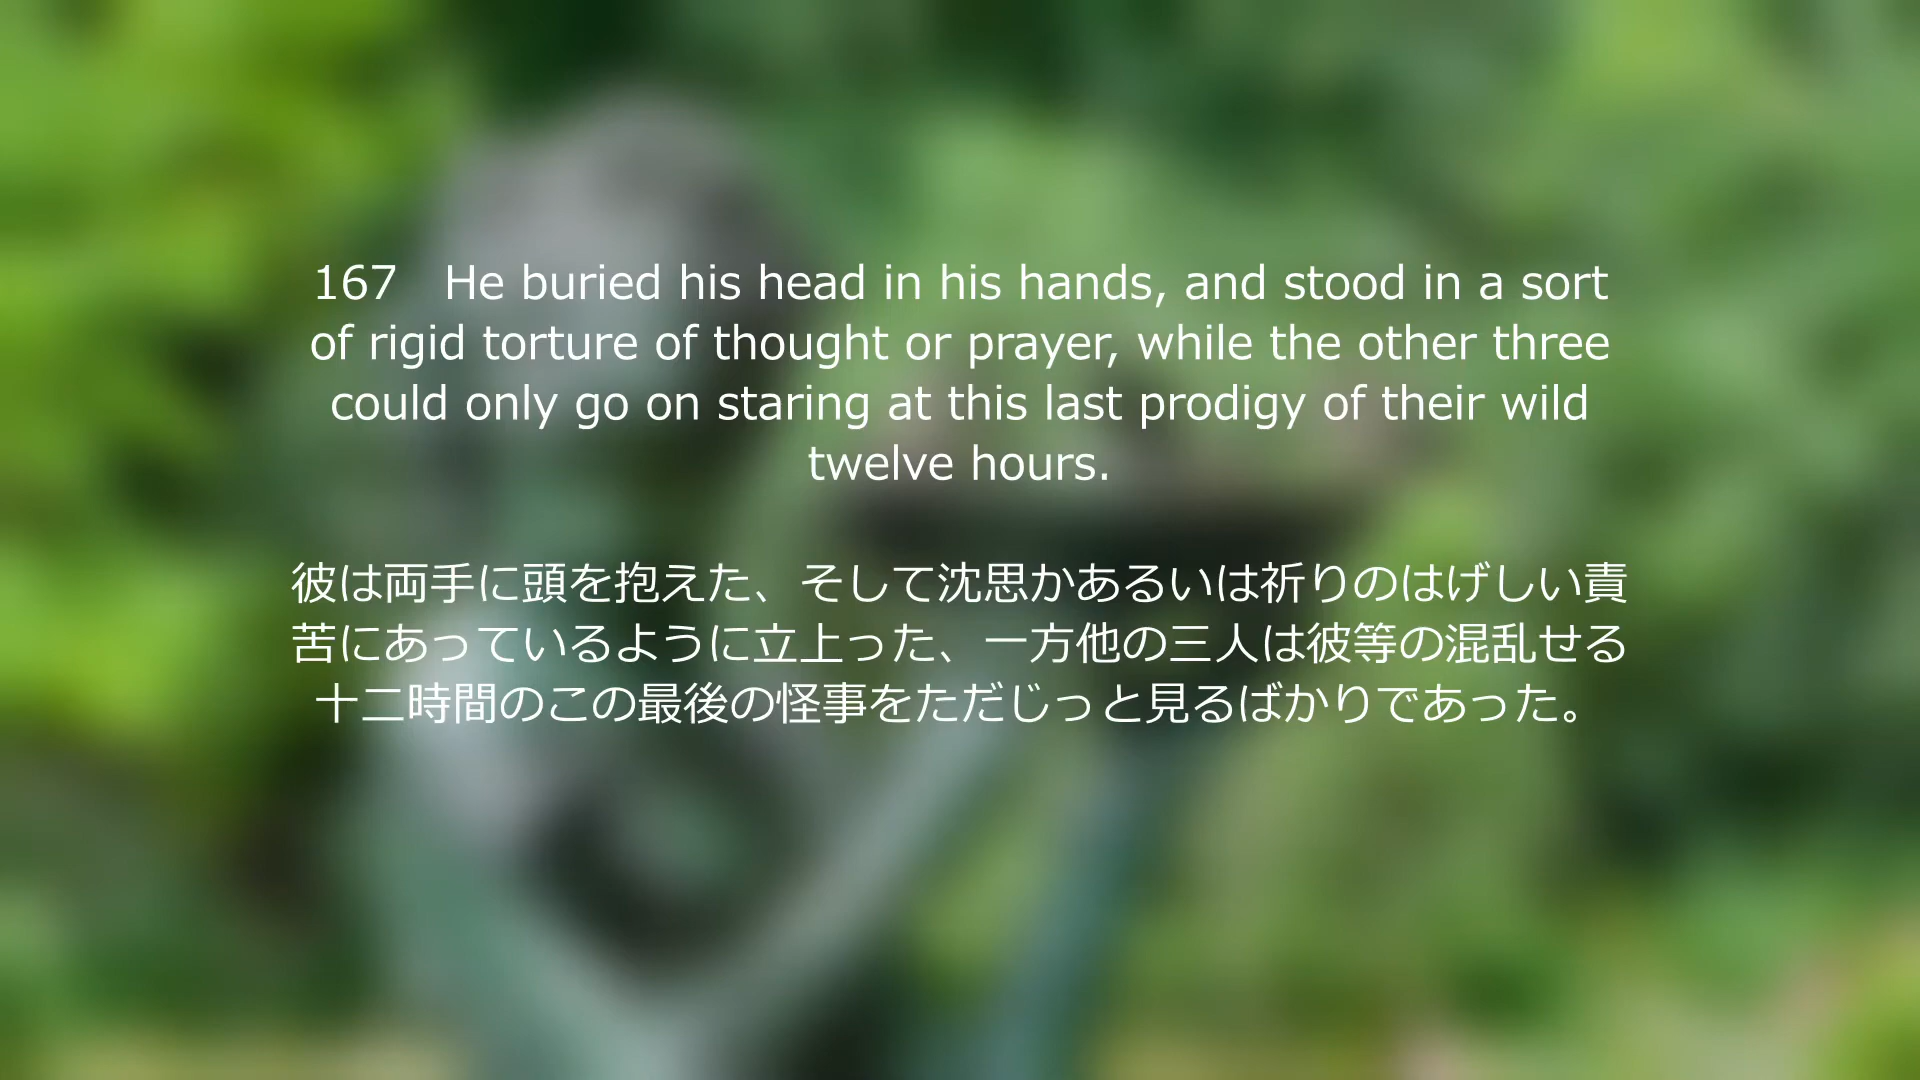 167　He buried his head in his hands, and stood in a sort
of rigid torture of thought or prayer, while the other three
could only go on staring at this last prodigy of their wild
twelve hours.
彼は両手に頭を抱えた、そして沈思かあるいは祈りのはげしい責
苦にあっているように立上った、一方他の三人は彼等の混乱せる
十二時間のこの最後の怪事をただじっと見るばかりであった。